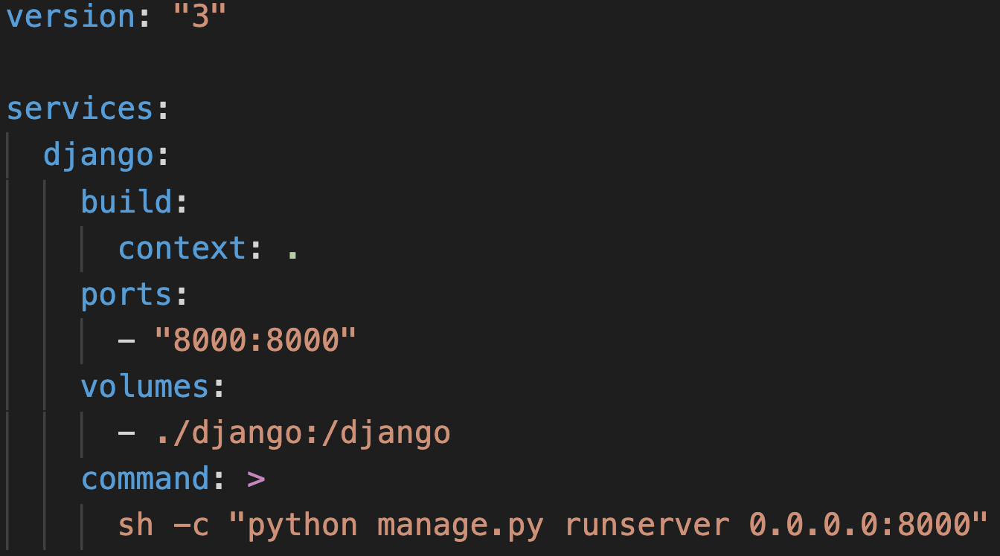 version: "3"

services:
  django:
    build:
      context: .
    ports:
      - "8000:8000"
    volumes:
      - ./django:/django
    command: >
      sh -c "python manage.py runserver 0.0.0.0:8000"